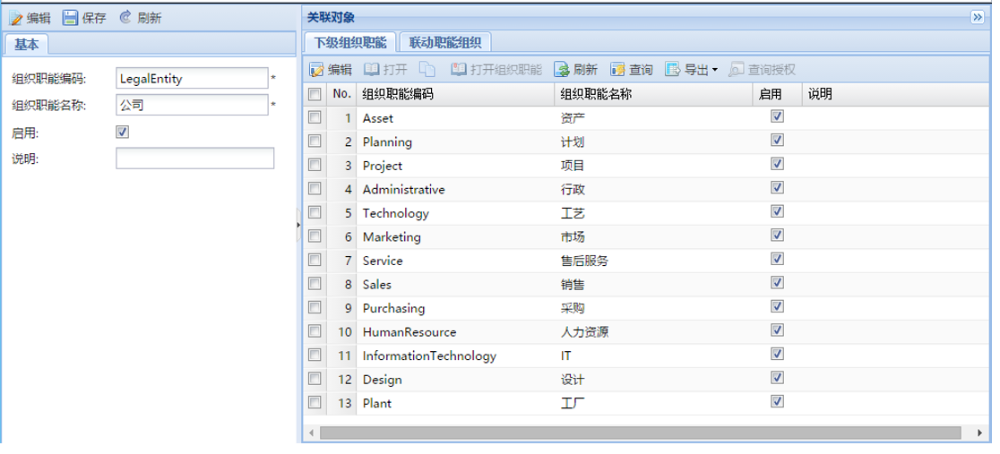 编辑 保存 刷新
基本
组织职能编码: LegalEntity *
组织职能名称: 公司 *
启用:
说明:
关联对象
下级组织职能 联动职能组织
编辑 打开 打开组织职能 刷新 查询 导出 查询授权
No. 组织职能编码 组织职能名称 启用 说明
1 Asset 资产
2 Planning 计划
3 Project 项目
4 Administrative 行政
5 Technology 工艺
6 Marketing 市场
7 Service 售后服务
8 Sales 销售
9 Purchasing 采购
10 HumanResource 人力资源
11 InformationTechnology IT
12 Design 设计
13 Plant 工厂